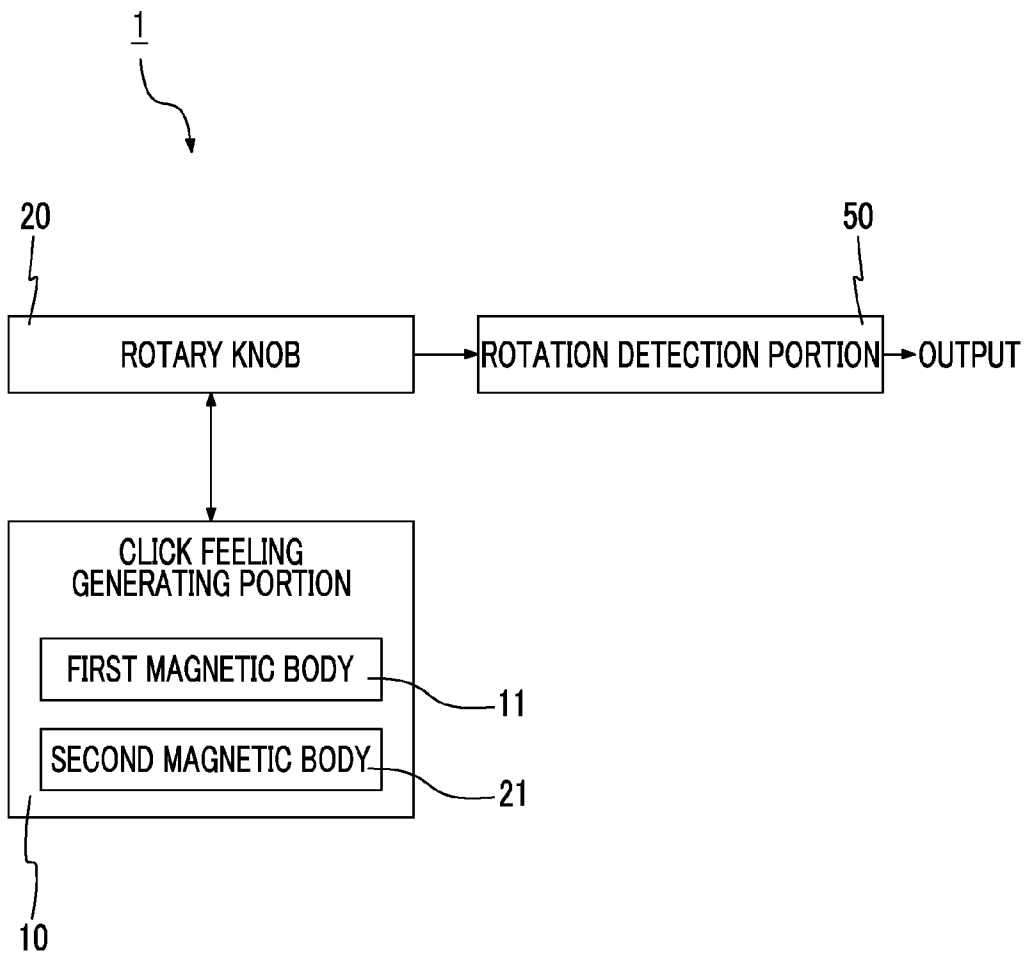 1
20
50
ROTARY KNOB
ROTATION DETECTION PORTION
OUTPUT
CLICK FEELING
GENERATING PORTION
FIRST MAGNETIC BODY
11
SECOND MAGNETIC BODY
21
10